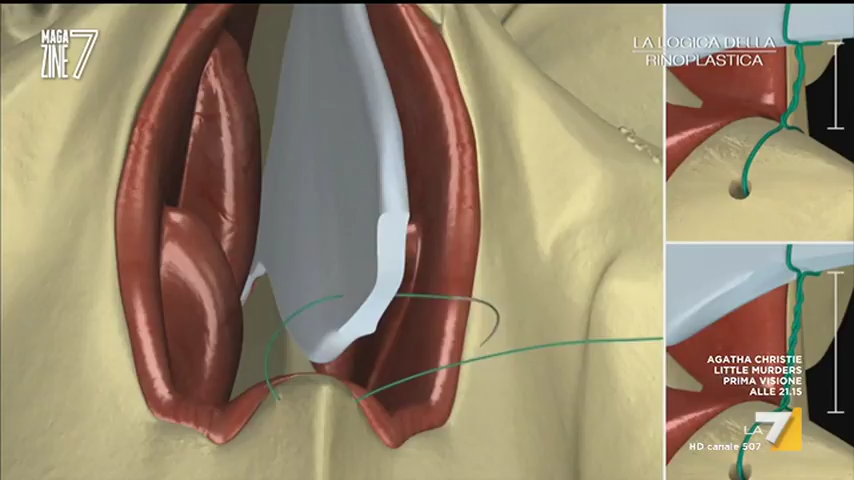 MAGA
ZINE 7
LA LOGICA DELLA
RINOPLASTICA
AGATHA CHRISTIE
LITTLE MURDERS
PRIMA VISIONE
ALLE 21.15
LA 7
HD canale 507